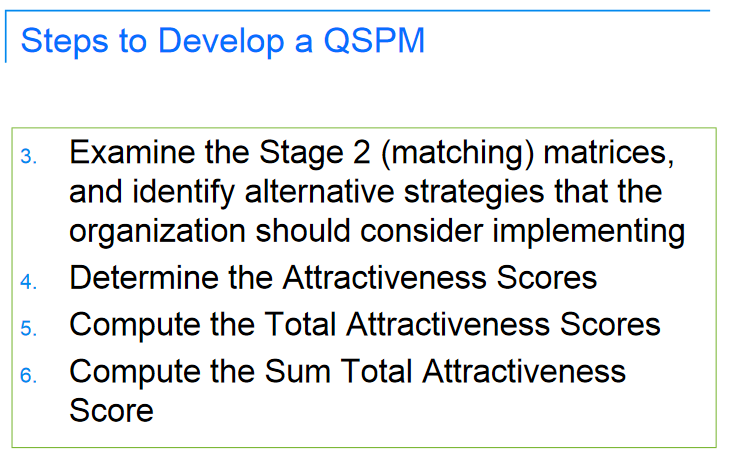 Steps to Develop a QSPM
3. Examine the Stage 2 (matching) matrices,
and identify alternative strategies that the
organization should consider implementing
4. Determine the Attractiveness Scores
5. Compute the Total Attractiveness Scores
6. Compute the Sum Total Attractiveness
Score